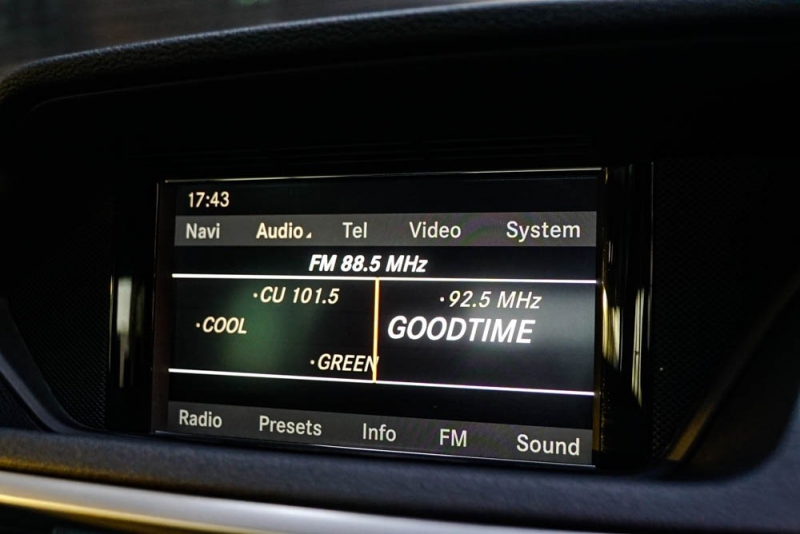 17:43
Navi Audio Tel Video System
FM 88.5 MHz
·CU 101.5 ·92.5 MHz
·COOL GOODTIME
·GREEN
Radio Presets Info FM Sound